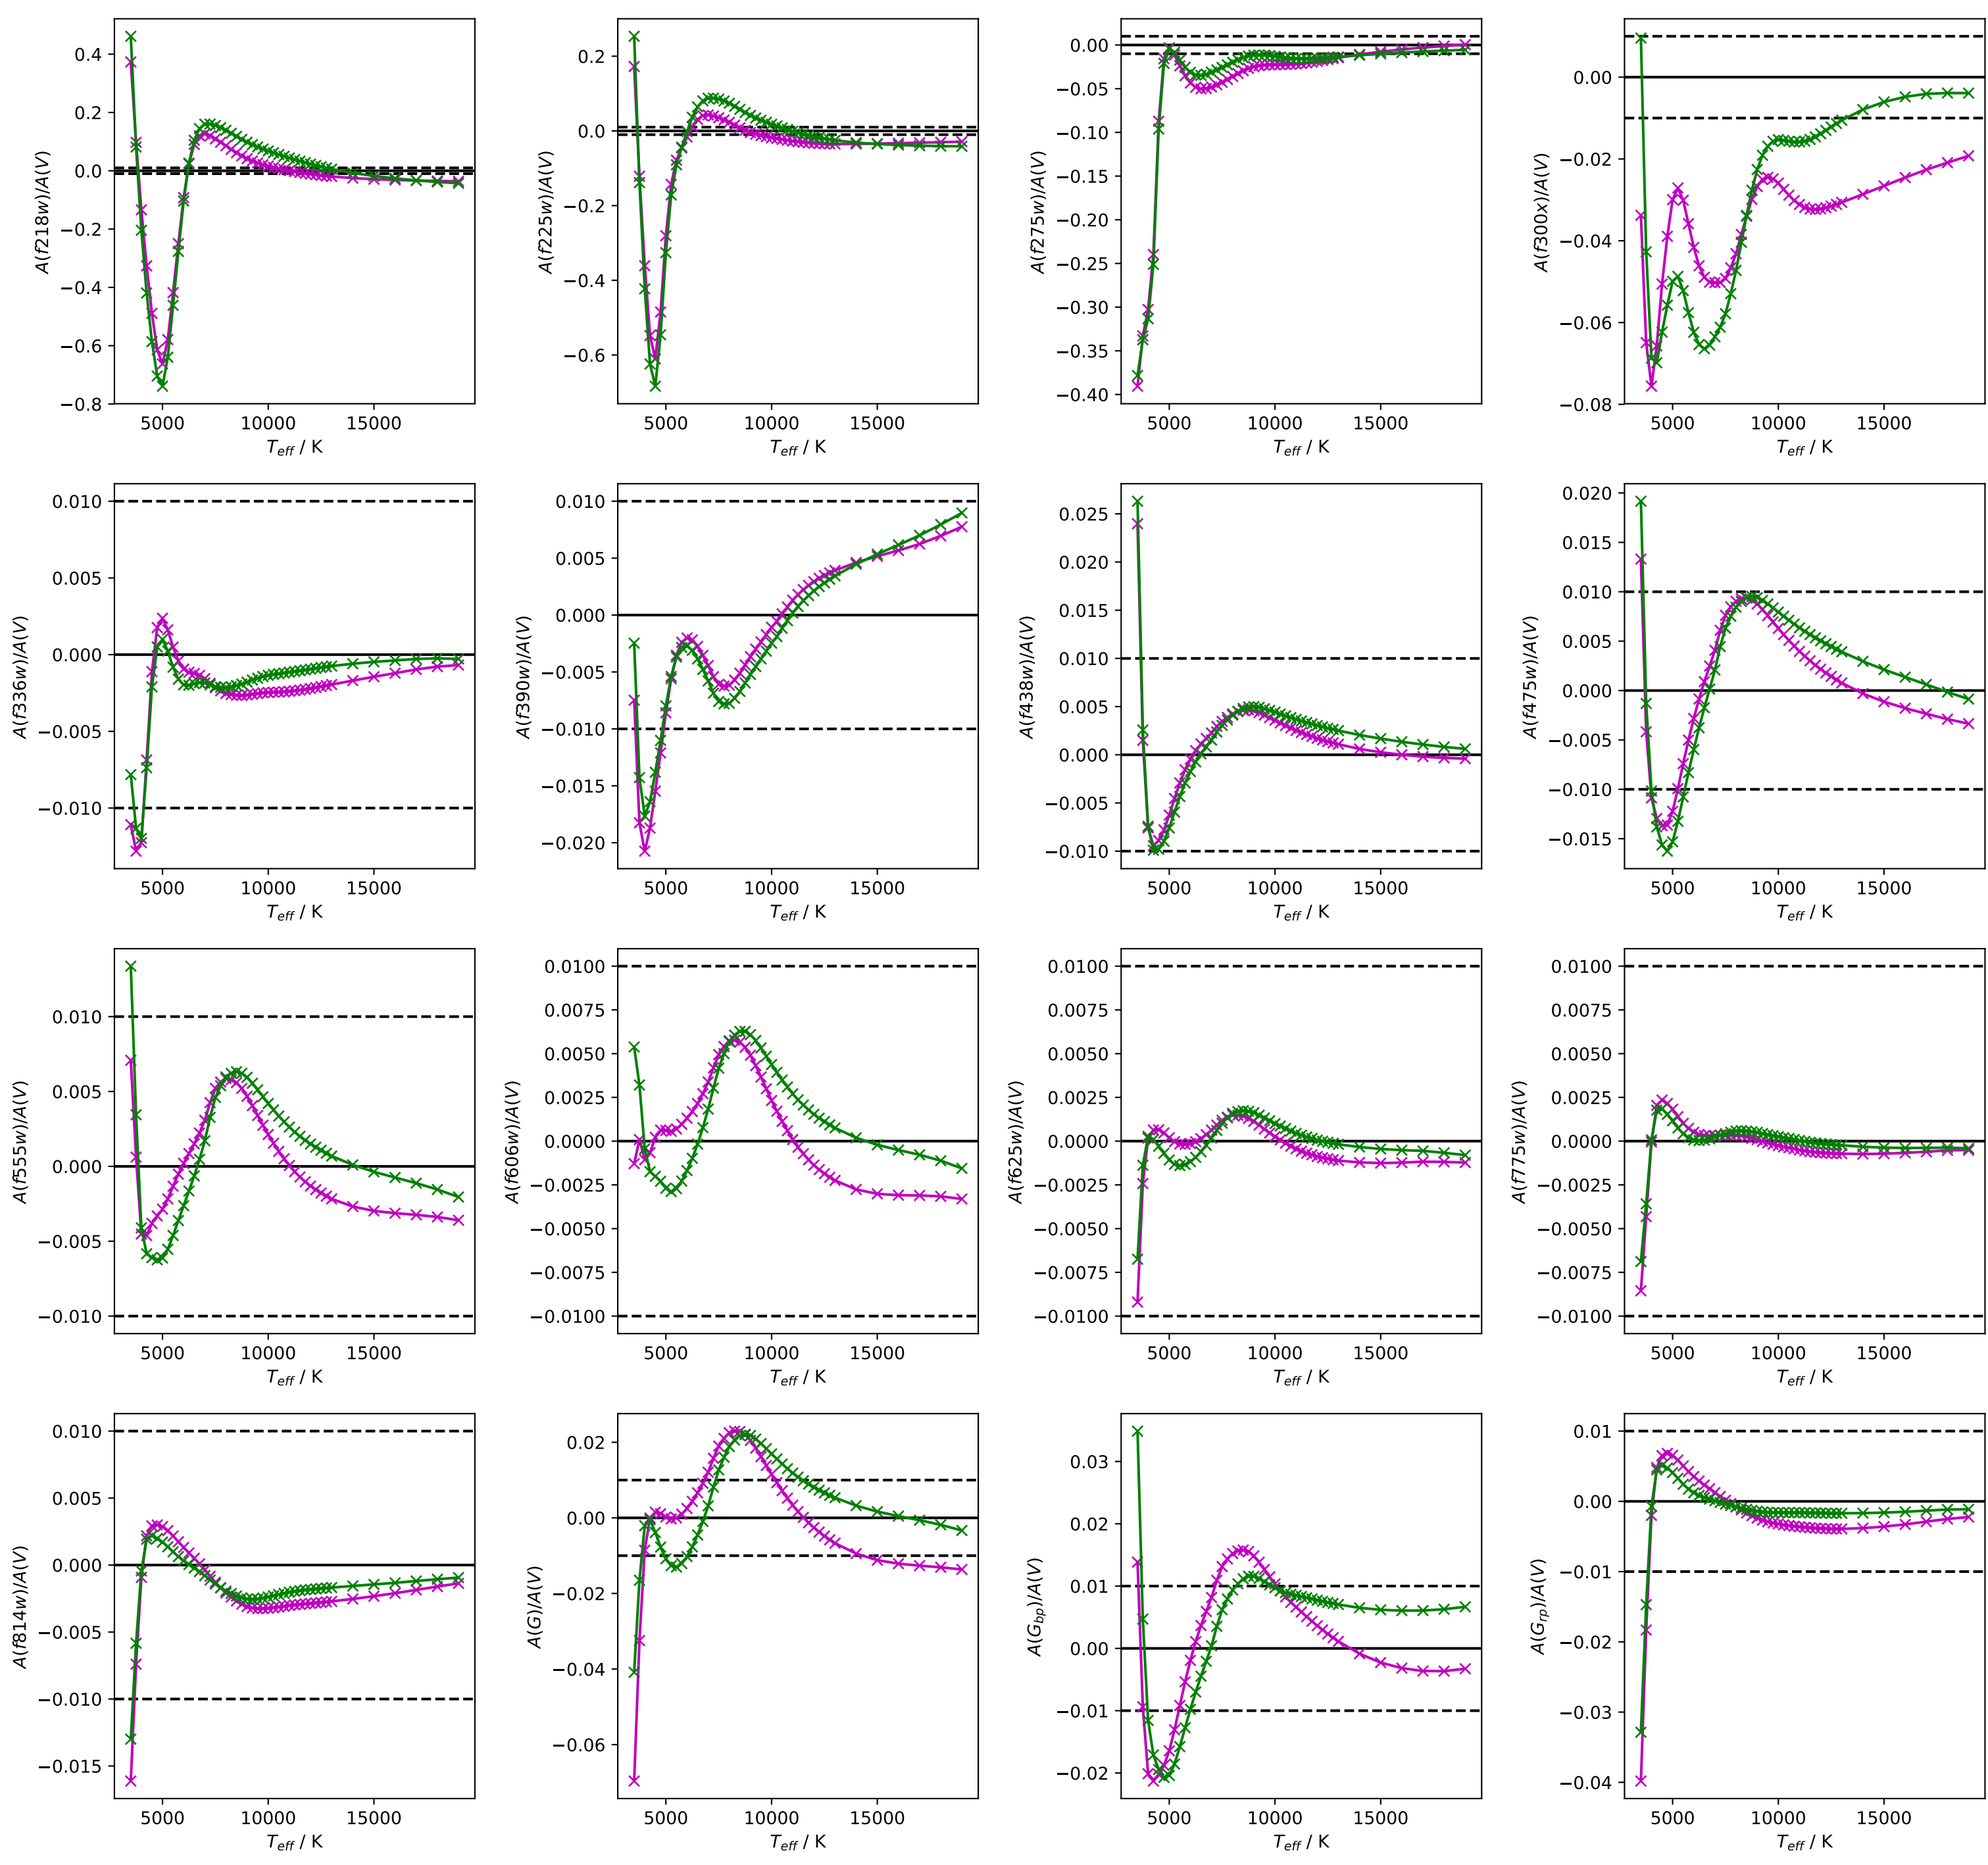 0.4
0.2
0.0
−0.2
−0.4
−0.6
−0.8
A(f218w)/A(V)
5000 10000 15000
T_eff / K
0.2
0.0
−0.2
−0.4
−0.6
A(f225w)/A(V)
5000 10000 15000
T_eff / K
0.00
−0.05
−0.10
−0.15
−0.20
−0.25
−0.30
−0.35
−0.40
A(f275w)/A(V)
5000 10000 15000
T_eff / K
0.00
−0.02
−0.04
−0.06
−0.08
A(f300x)/A(V)
5000 10000 15000
T_eff / K
0.010
0.005
0.000
−0.005
−0.010
A(f336w)/A(V)
5000 10000 15000
T_eff / K
0.010
0.005
0.000
−0.005
−0.010
−0.015
−0.020
A(f390w)/A(V)
5000 10000 15000
T_eff / K
0.025
0.020
0.015
0.010
0.005
0.000
−0.005
−0.010
A(f438w)/A(V)
5000 10000 15000
T_eff / K
0.020
0.015
0.010
0.005
0.000
−0.005
−0.010
−0.015
A(f475w)/A(V)
5000 10000 15000
T_eff / K
0.010
0.005
0.000
−0.005
−0.010
A(f555w)/A(V)
5000 10000 15000
T_eff / K
0.0100
0.0075
0.0050
0.0025
0.0000
−0.0025
−0.0050
−0.0075
−0.0100
A(f606w)/A(V)
5000 10000 15000
T_eff / K
0.0100
0.0075
0.0050
0.0025
0.0000
−0.0025
−0.0050
−0.0075
−0.0100
A(f625w)/A(V)
5000 10000 15000
T_eff / K
0.0100
0.0075
0.0050
0.0025
0.0000
−0.0025
−0.0050
−0.0075
−0.0100
A(f775w)/A(V)
5000 10000 15000
T_eff / K
0.010
0.005
0.000
−0.005
−0.010
−0.015
A(f814w)/A(V)
5000 10000 15000
T_eff / K
0.02
0.00
−0.02
−0.04
−0.06
A(G)/A(V)
5000 10000 15000
T_eff / K
0.03
0.02
0.01
0.00
−0.01
−0.02
A(G_bp)/A(V)
5000 10000 15000
T_eff / K
0.01
0.00
−0.01
−0.02
−0.03
−0.04
A(G_rp)/A(V)
5000 10000 15000
T_eff / K